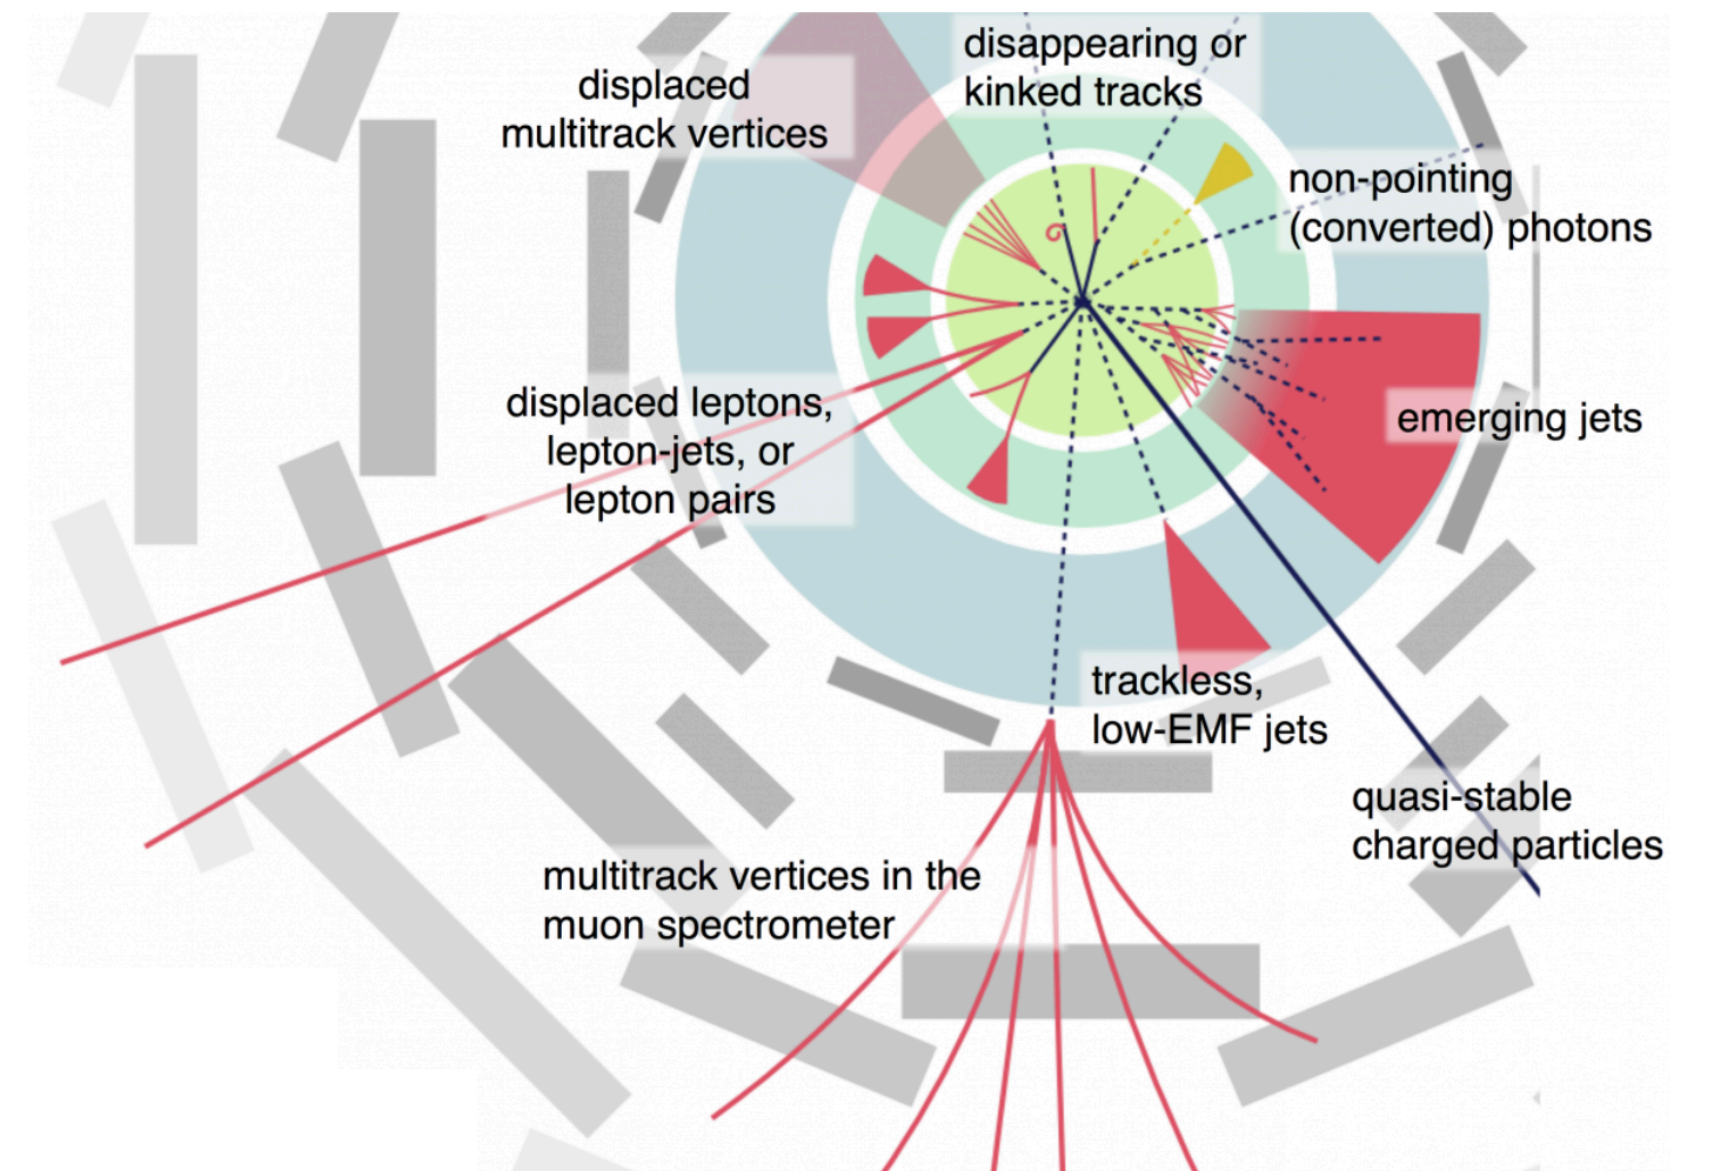 disappearing or
kinked tracks
displaced
multitrack vertices
non-pointing
(converted) photons
displaced leptons,
lepton-jets, or
lepton pairs
emerging jets
trackless,
low-EMF jets
quasi-stable
charged particles
multitrack vertices in the
muon spectrometer